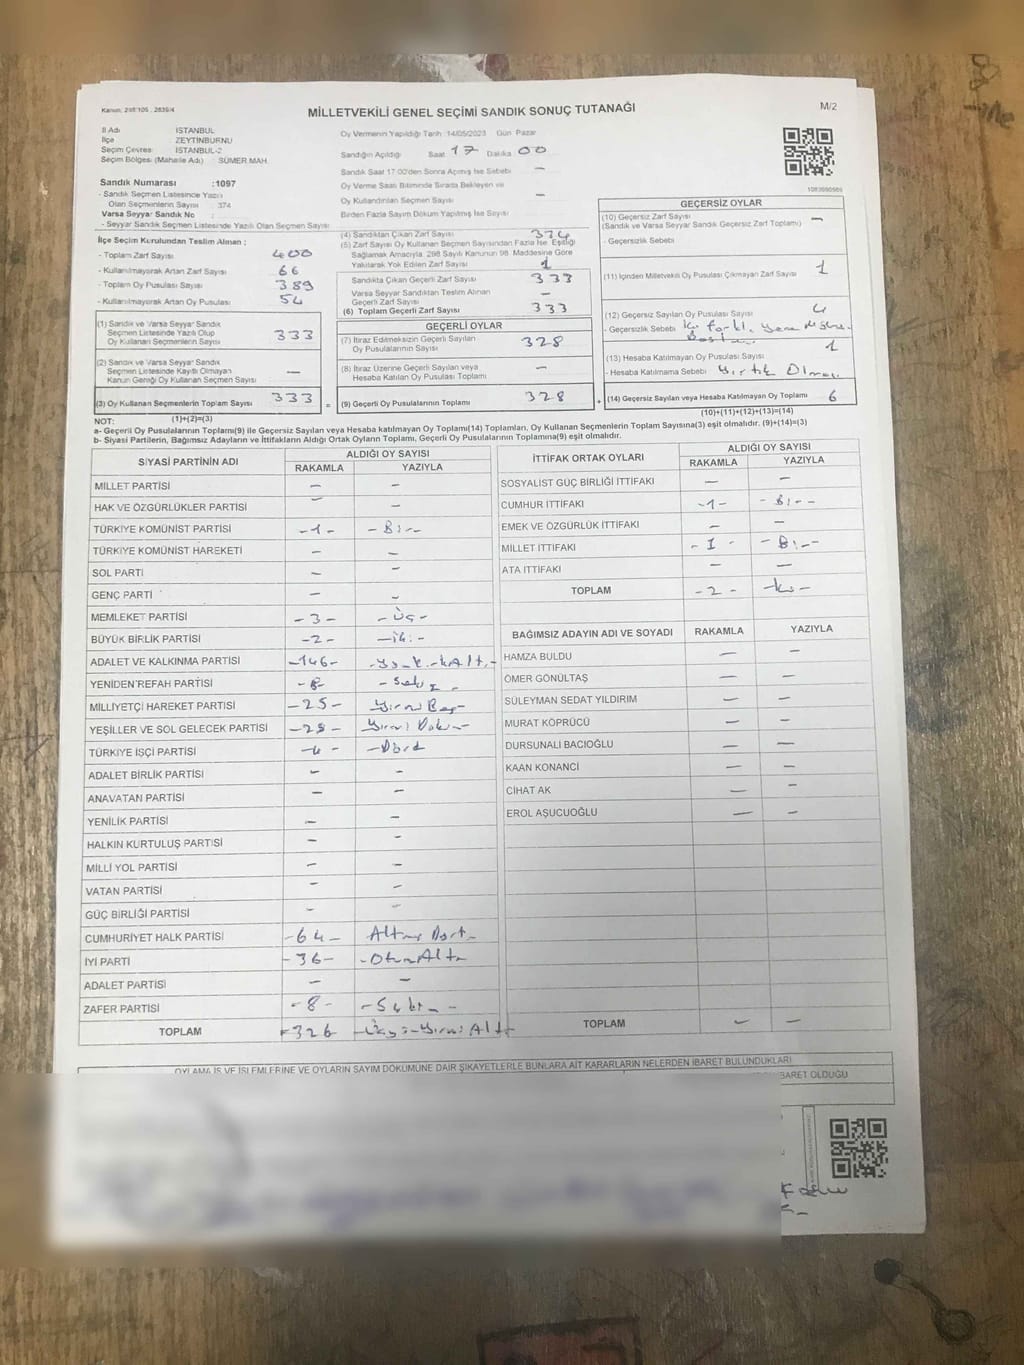 Kanun: 298/105 , 2839/4
MİLLETVEKİLİ GENEL SEÇİMİ SANDIK SONUÇ TUTANAĞI
M/2
İl Adı : İSTANBUL
İlçe : ZEYTİNBURNU
Seçim Çevresi : İSTANBUL-2
Seçim Bölgesi (Mahalle Adı) : SÜMER MAH.
Oy Vermenin Yapıldığı Tarih :14/05/2023 Gün Pazar
Sandığın Açıldığı Saat 17 Dakika 00
Sandık Saat 17.00'den Sonra Açılmış İse Sebebi -
Oy Verme Saati Bitiminde Sırada Bekleyen ve
Oy Kullandırılan Seçmen Sayısı -
Birden Fazla Sayım Döküm Yapılmış İse Sayısı
Sandık Numarası :1097
- Sandık Seçmen Listesinde Yazılı
Olan Seçmenlerin Sayısı : 374
Varsa Seyyar Sandık No :
- Seyyar Sandık Seçmen Listesinde Yazılı Olan Seçmen Sayısı :
İlçe Seçim Kurulundan Teslim Alınan ;
- Toplam Zarf Sayısı 400
- Kullanılmayarak Artan Zarf Sayısı 66
- Toplam Oy Pusulası Sayısı 389
- Kullanılmayarak Artan Oy Pusulası 54
(1) Sandık ve Varsa Seyyar Sandık
Seçmen Listesinde Yazılı Olup
Oy Kullanan Seçmenlerin Sayısı 333
(2) Sandık ve Varsa Seyyar Sandık
Seçmen Listesinde Kayıtlı Olmayan
Kanun Gereği Oy Kullanan Seçmen Sayısı -
(3) Oy Kullanan Seçmenlerin Toplam Sayısı 333 =
(1)+(2)=(3)
(4) Sandıktan Çıkan Zarf Sayısı 334
(5) Zarf Sayısı Oy Kullanan Seçmen Sayısından Fazla İse Eşitliği
Sağlamak Amacıyla, 298 Sayılı Kanunun 98. Maddesine Göre
Yakılarak Yok Edilen Zarf Sayısı 1
Sandıkta Çıkan Geçerli Zarf Sayısı 333
Varsa Seyyar Sandıktan Teslim Alınan
Geçerli Zarf Sayısı -
(6) Toplam Geçerli Zarf Sayısı 333
GEÇERLİ OYLAR
(7) İtiraz Edilmeksizin Geçerli Sayılan
Oy Pusulasının Sayısı 328
(8) İtiraz Üzerine Geçerli Sayılan veya
Hesaba Katılan Oy Pusulası Toplamı -
(9) Geçerli Oy Pusulalarının Toplamı 328 +
GEÇERSİZ OYLAR
(10) Geçersiz Zarf Sayısı -
(Sandık ve Varsa Seyyar Sandık Geçersiz Zarf Toplamı)
- Geçersizlik Sebebi
(11) İçinden Milletvekili Oy Pusulası Çıkmayan Zarf Sayısı 1
(12) Geçersiz Sayılan Oy Pusulası Sayısı 4
- Geçersizlik Sebebi
(13) Hesaba Katılmayan Oy Pusulası Sayısı 1
- Hesaba Katılmama Sebebi Yırtık Olması
(14) Geçersiz Sayılan veya Hesaba Katılmayan Oy Toplamı 6
(10)+(11)+(12)+(13)=(14)
NOT:
a- Geçerli Oy Pusulalarının Toplamı(9) ile Geçersiz Sayılan veya Hesaba katılmayan Oy Toplamı(14) Toplamları, Oy Kullanan Seçmenlerin Toplam Sayısına(3) eşit olmalıdır. (9)+(14)=(3)
b- Siyasi Partilerin, Bağımsız Adayların ve İttifakların Aldığı Ortak Oyların Toplamı, Geçerli Oy Pusulalarının Toplamına(9) eşit olmalıdır.
SİYASİ PARTİNİN ADI ALDIĞI OY SAYISI
RAKAMLA YAZIYLA
MİLLET PARTİSİ - -
HAK VE ÖZGÜRLÜKLER PARTİSİ - -
TÜRKİYE KOMÜNİST PARTİSİ -1- -Bir-
TÜRKİYE KOMÜNİST HAREKETİ - -
SOL PARTİ - -
GENÇ PARTİ - -
MEMLEKET PARTİSİ -3- -Üç-
BÜYÜK BİRLİK PARTİSİ -2- -iki-
ADALET VE KALKINMA PARTİSİ -146- -Yüz Kırk Altı-
YENİDEN REFAH PARTİSİ -8- -Sekiz-
MİLLİYETÇİ HAREKET PARTİSİ -25- Yirmi Beş-
YEŞİLLER VE SOL GELECEK PARTİSİ -29- Yirmi Dokuz-
TÜRKİYE İŞÇİ PARTİSİ -4- -Dört
ADALET BİRLİK PARTİSİ - -
ANAVATAN PARTİSİ - -
YENİLİK PARTİSİ - -
HALKIN KURTULUŞ PARTİSİ - -
MİLLİ YOL PARTİSİ - -
VATAN PARTİSİ - -
GÜÇ BİRLİĞİ PARTİSİ - -
CUMHURİYET HALK PARTİSİ -64- Altmış Dört-
İYİ PARTİ -36- -Otuz Altı
ADALET PARTİSİ - -
ZAFER PARTİSİ -8- -Sekiz-
TOPLAM -326 -Üçyüz Yirmi Altı
İTTİFAK ORTAK OYLARI ALDIĞI OY SAYISI
RAKAMLA YAZIYLA
SOSYALİST GÜÇ BİRLİĞİ İTTİFAKI - -
CUMHUR İTTİFAKI -1- -Bir-
EMEK VE ÖZGÜRLÜK İTTİFAKI - -
MİLLET İTTİFAKI -1- -Bir-
ATA İTTİFAKI - -
TOPLAM -2- -iki-
BAĞIMSIZ ADAYIN ADI VE SOYADI RAKAMLA YAZIYLA
HAMZA BULDU - -
ÖMER GÖNÜLTAŞ - -
SÜLEYMAN SEDAT YILDIRIM - -
MURAT KÖPRÜCÜ - -
DURSUNALİ BACIOĞLU - -
KAAN KONANCİ - -
CİHAT AK - -
EROL AŞUCUOĞLU - -
TOPLAM - -
OYLAMA İŞ VE İŞLEMLERİNE VE OYLARIN SAYIM DÖKÜMÜNE DAİR ŞİKAYETLERLE BUNLARA AİT KARARLARIN NELERDEN İBARET BULUNDUKLARI
BARET OLDUĞU